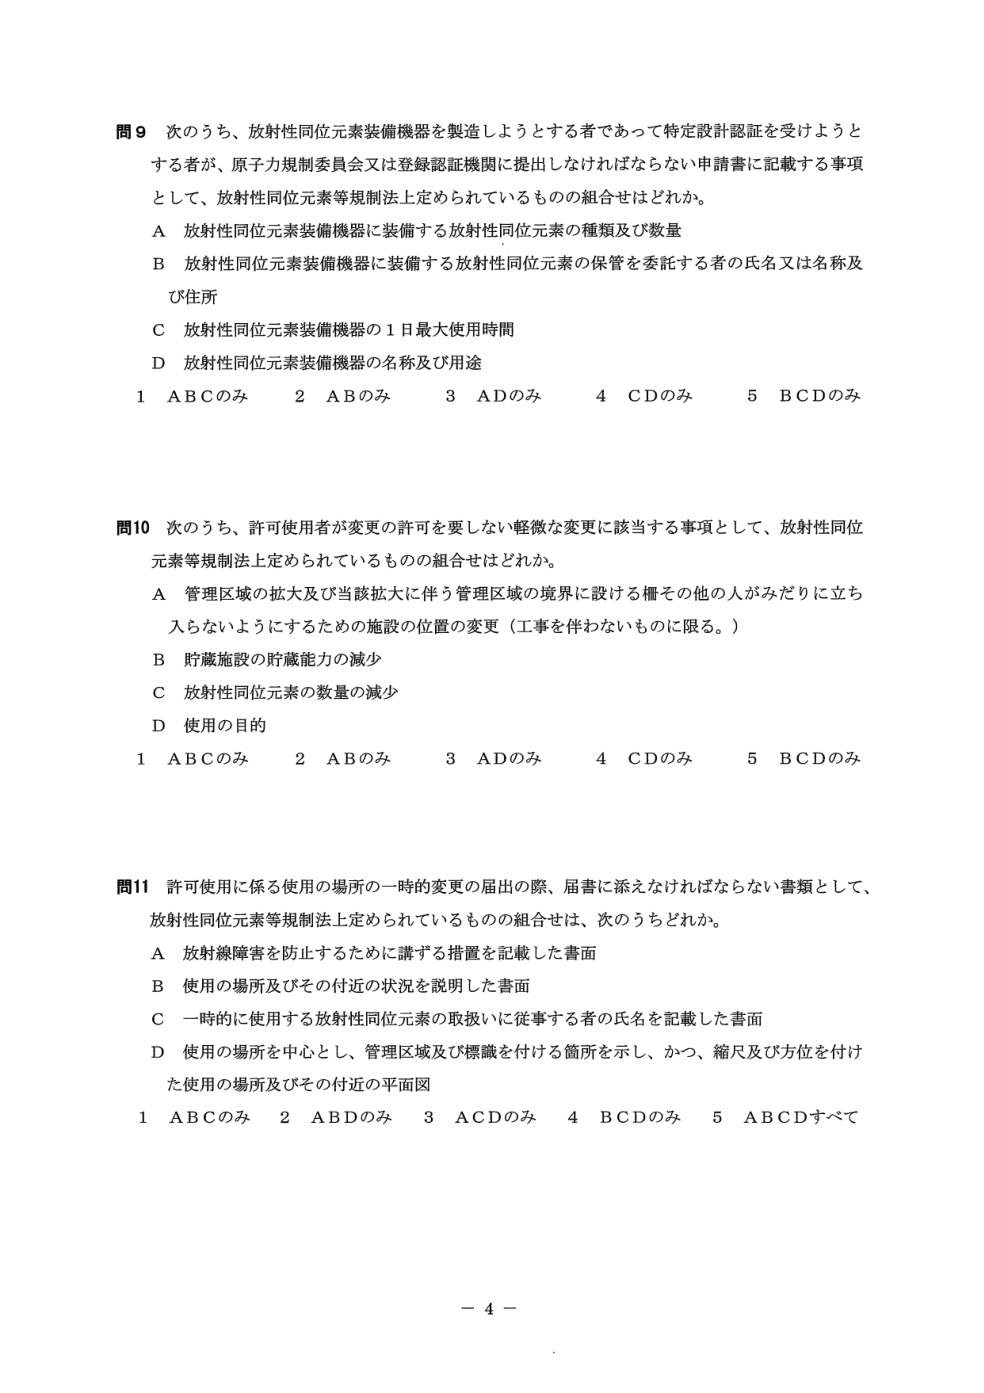 問９　次のうち、放射性同位元素装備機器を製造しようとする者であって特定設計認証を受けようと
する者が、原子力規制委員会又は登録認証機関に提出しなければならない申請書に記載する事項
として、放射性同位元素等規制法上定められているものの組合せはどれか。
Ａ　放射性同位元素装備機器に装備する放射性同位元素の種類及び数量
Ｂ　放射性同位元素装備機器に装備する放射性同位元素の保管を委託する者の氏名又は名称及
び住所
Ｃ　放射性同位元素装備機器の１日最大使用時間
Ｄ　放射性同位元素装備機器の名称及び用途
1　ＡＢＣのみ　2　ＡＢのみ　3　ＡＤのみ　4　ＣＤのみ　5　ＢＣＤのみ
問10　次のうち、許可使用者が変更の許可を要しない軽微な変更に該当する事項として、放射性同位
元素等規制法上定められているものの組合せはどれか。
Ａ　管理区域の拡大及び当該拡大に伴う管理区域の境界に設ける柵その他の人がみだりに立ち
入らないようにするための施設の位置の変更（工事を伴わないものに限る。）
Ｂ　貯蔵施設の貯蔵能力の減少
Ｃ　放射性同位元素の数量の減少
Ｄ　使用の目的
1　ＡＢＣのみ　2　ＡＢのみ　3　ＡＤのみ　4　ＣＤのみ　5　ＢＣＤのみ
問11　許可使用に係る使用の場所の一時的変更の届出の際、届書に添えなければならない書類として、
放射性同位元素等規制法上定められているものの組合せは、次のうちどれか。
Ａ　放射線障害を防止するために講ずる措置を記載した書面
Ｂ　使用の場所及びその付近の状況を説明した書面
Ｃ　一時的に使用する放射性同位元素の取扱いに従事する者の氏名を記載した書面
Ｄ　使用の場所を中心とし、管理区域及び標識を付ける箇所を示し、かつ、縮尺及び方位を付け
た使用の場所及びその付近の平面図
1　ＡＢＣのみ　2　ＡＢＤのみ　3　ＡＣＤのみ　4　ＢＣＤのみ　5　ＡＢＣＤすべて
－ 4 －